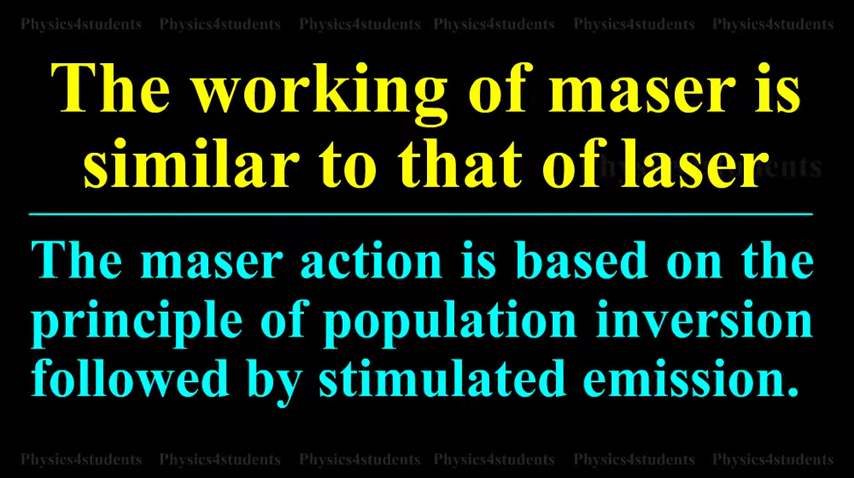 Physics4students Physics4students Physics4students Physics4students Physics4students Physics4students
The working of maser is
similar to that of laser
Physics4students
The maser action is based on the
principle of population inversion
followed by stimulated emission.
Physics4students Physics4students Physics4students Physics4students Physics4students Physics4students